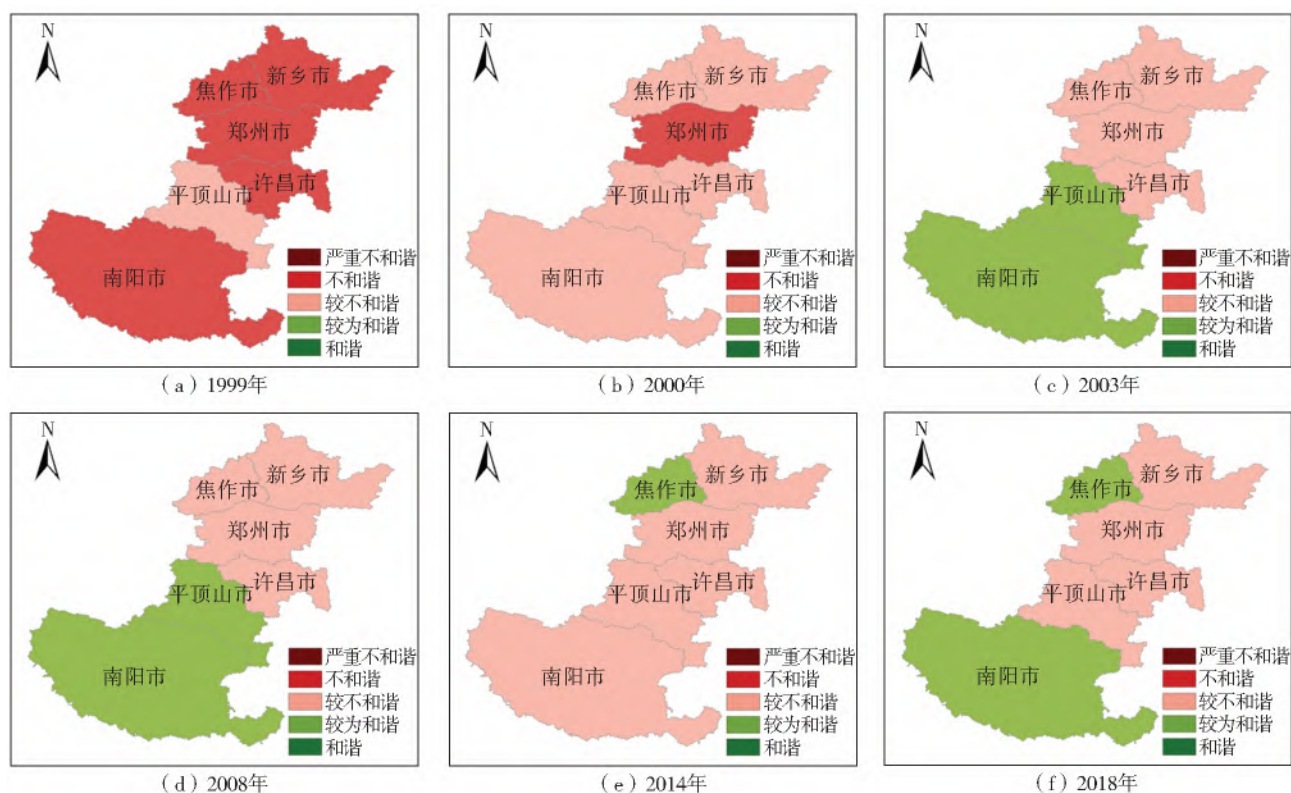 N
新乡市
焦作市
郑州市
许昌市
平顶山市
南阳市
严重不和谐
不和谐
较不和谐
较为和谐
和谐
(a) 1999年
N
新乡市
焦作市
郑州市
许昌市
平顶山市
南阳市
严重不和谐
不和谐
较不和谐
较为和谐
和谐
(b) 2000年
N
新乡市
焦作市
郑州市
许昌市
平顶山市
南阳市
严重不和谐
不和谐
较不和谐
较为和谐
和谐
(c) 2003年
N
新乡市
焦作市
郑州市
许昌市
平顶山市
南阳市
严重不和谐
不和谐
较不和谐
较为和谐
和谐
(d) 2008年
N
新乡市
焦作市
郑州市
许昌市
平顶山市
南阳市
严重不和谐
不和谐
较不和谐
较为和谐
和谐
(e) 2014年
N
新乡市
焦作市
郑州市
许昌市
平顶山市
南阳市
严重不和谐
不和谐
较不和谐
较为和谐
和谐
(f) 2018年